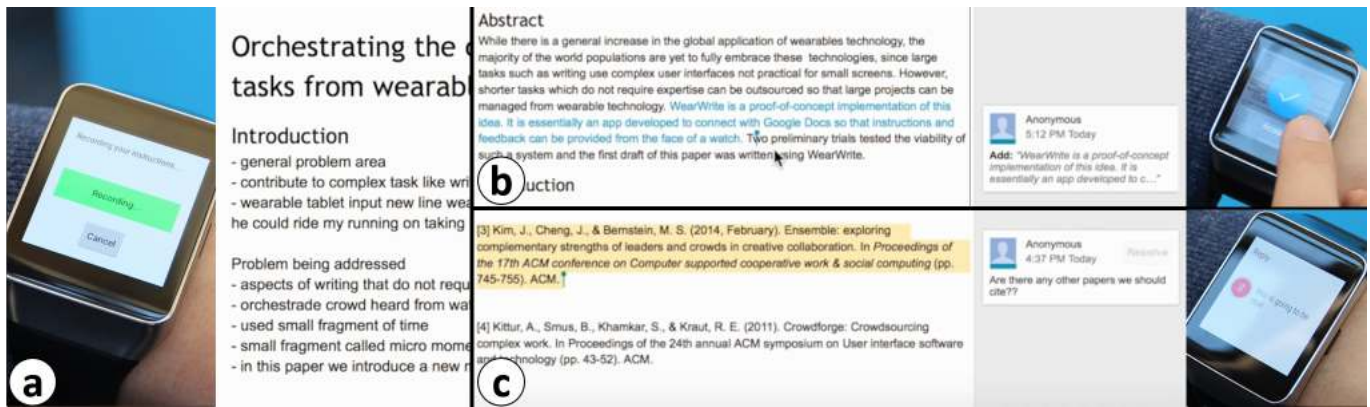 Recording your instructions...
Recording...
Cancel
a
Orchestrating the
tasks from wearabl
Introduction
- general problem area
- contribute to complex task like wri
- wearable tablet input new line wea
he could ride my running on taking
Problem being addressed
- aspects of writing that do not requ
- orchestrade crowd heard from wa
- used small fragment of time
- small fragment called micro mome
- in this paper we introduce a new
Abstract
While there is a general increase in the global application of wearables technology, the
majority of the world populations are yet to fully embrace these technologies, since large
tasks such as writing use complex user interfaces not practical for small screens. However,
shorter tasks which do not require expertise can be outsourced so that large projects can be
managed from wearable technology. WearWrite is a proof-of-concept implementation of this
idea. It is essentially an app developed to connect with Google Docs so that instructions and
feedback can be provided from the face of a watch. Two preliminary trials tested the viability of
such a system and the first draft of this paper was written using WearWrite.
b
uction
Anonymous
5:12 PM Today
Add: "WearWrite is a proof-of-concept
implementation of this idea. It is
essentially an app developed to c..."
[3] Kim, J., Cheng, J., & Bernstein, M. S. (2014, February). Ensemble: exploring
complementary strengths of leaders and crowds in creative collaboration. In Proceedings of
the 17th ACM conference on Computer supported cooperative work & social computing (pp.
745-755). ACM.
[4] Kittur, A., Smus, B., Khamkar, S., & Kraut, R. E. (2011). Crowdforge: Crowdsourcing
complex work. In Proceedings of the 24th annual ACM symposium on User interface software
and technology (pp. 43-52). ACM.
c
Anonymous
4:37 PM Today
Resolve
Are there any other papers we should
cite??
Reply
is going to be